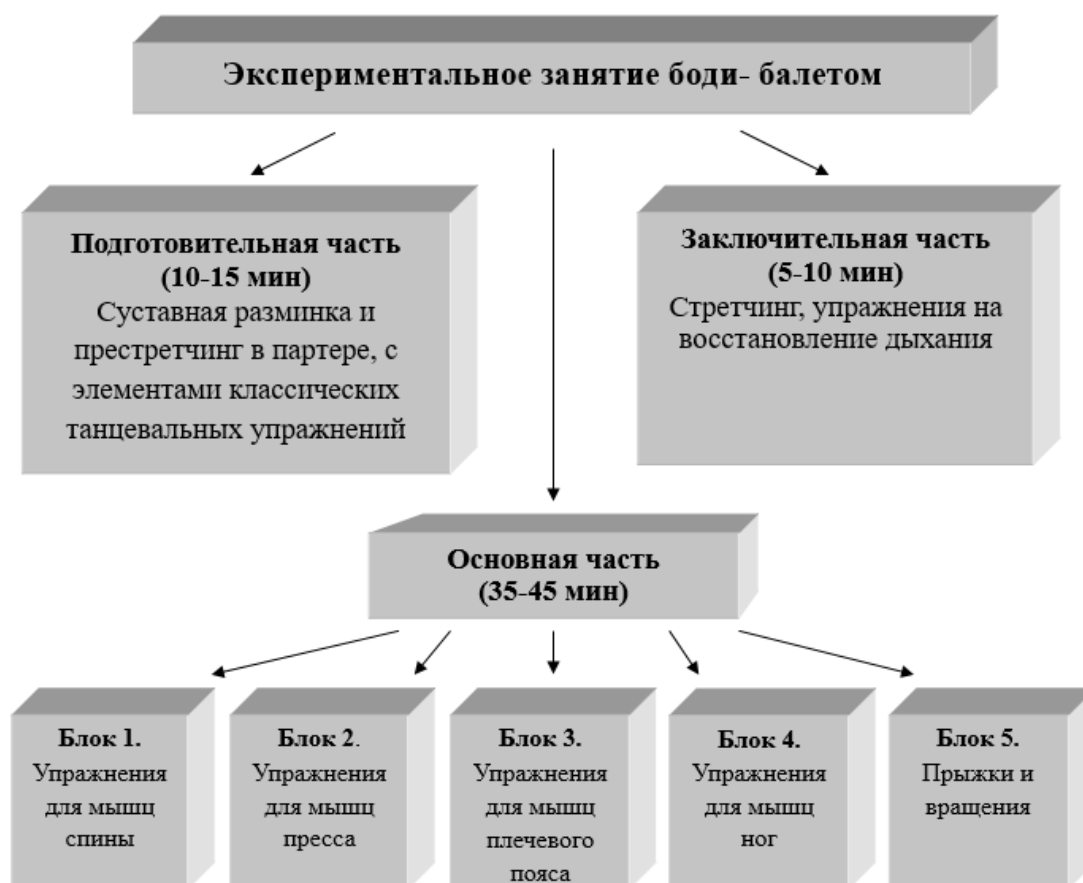 Экспериментальное занятие боди- балетом
Подготовительная часть
(10-15 мин)
Суставная разминка и
престретчинг в партере, с
элементами классических
танцевальных упражнений
Заключительная часть
(5-10 мин)
Стретчинг, упражнения на
восстановление дыхания
Основная часть
(35-45 мин)
Блок 1.
Упражнения
для мышц
спины
Блок 2.
Упражнения
для мышц
пресса
Блок 3.
Упражнения
для мышц
плечевого
пояса
Блок 4.
Упражнения
для мышц
ног
Блок 5.
Прыжки и
вращения